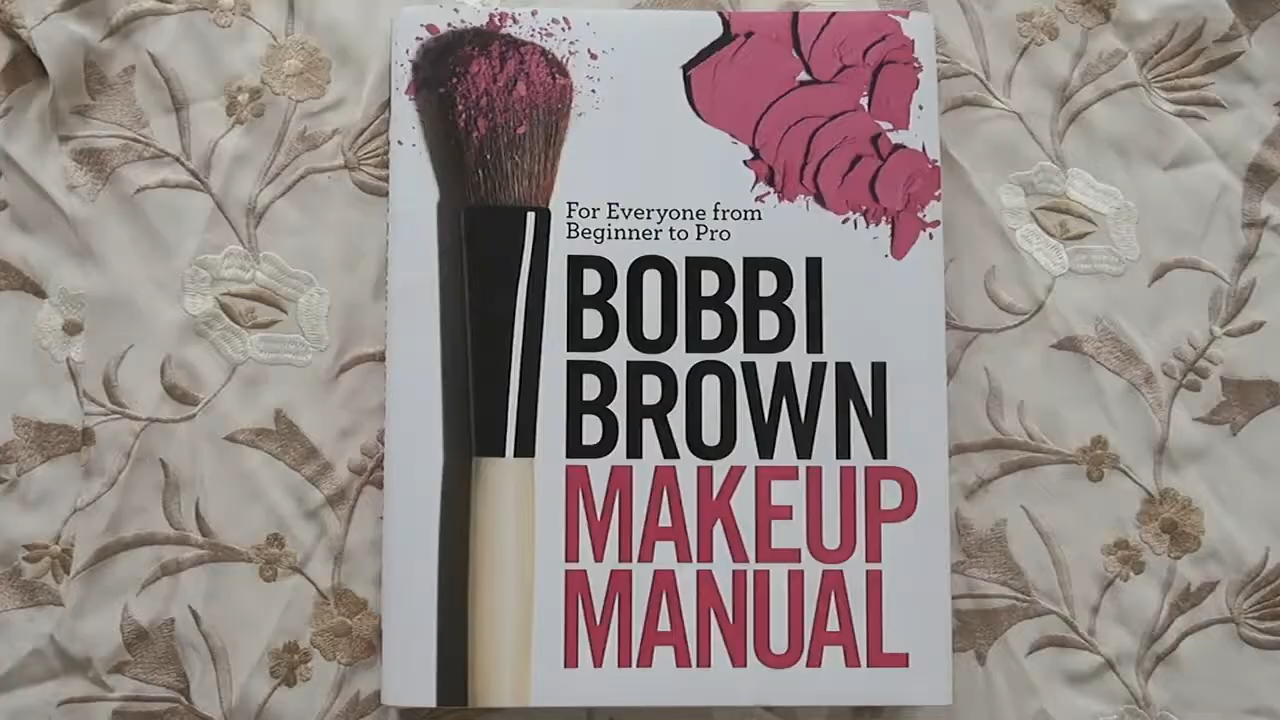 For Everyone from
Beginner to Pro
BOBBI
BROWN
MAKEUP
MANUAL